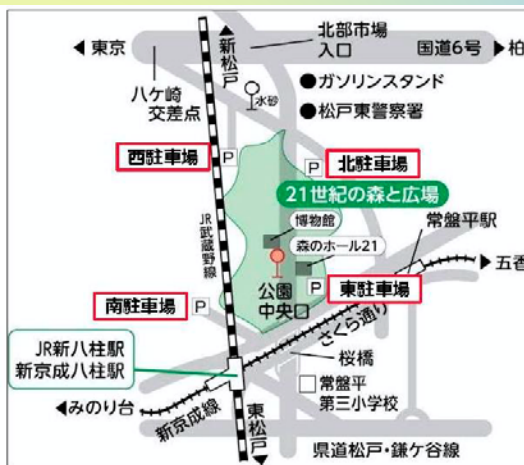 北部市場
入口
国道6号
◀東京
▶柏
▲新松戸
八ケ崎
交差点
水砂
●ガソリンスタンド
●松戸東警察署
西駐車場
P
P
北駐車場
21世紀の森と広場
博物館
常盤平駅
森のホール21
JR武蔵野線
▶五香
公園
中央口
P
東駐車場
南駐車場
P
さくら通り
JR新八柱駅
新京成八柱駅
桜橋
常盤平
第三小学校
◀みのり台
新京成線
東松戸▼
県道松戸・鎌ケ谷線